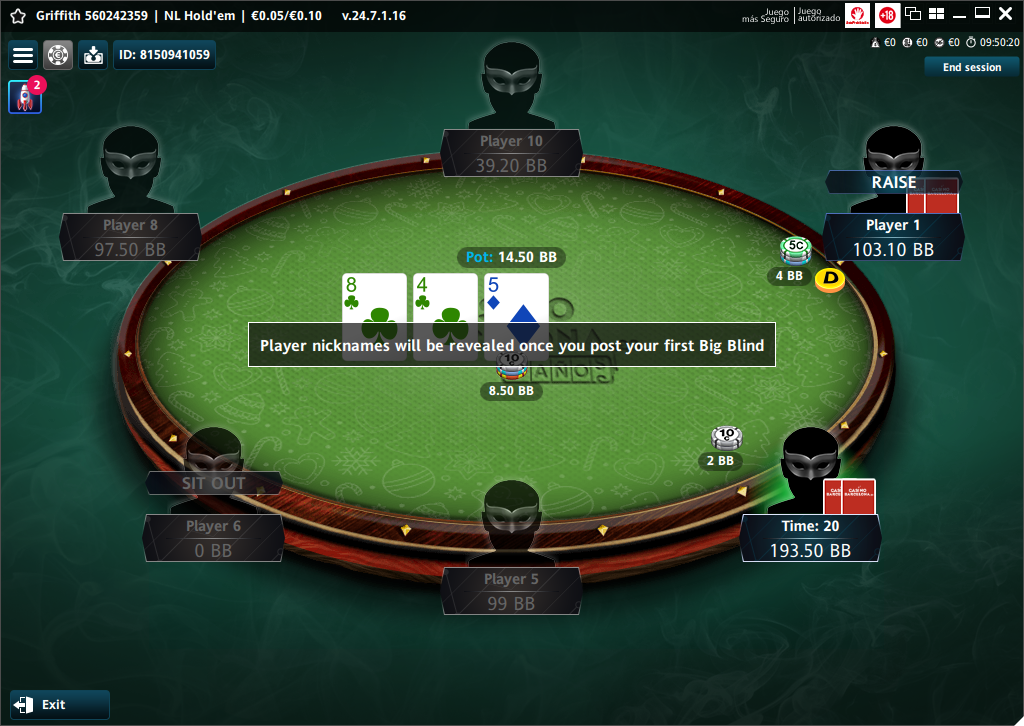 Griffith 560242359 | NL Hold'em | €0.05/€0.10 v.24.7.1.16
Juego más Seguro
Juego autorizado
+18
ID: 8150941059
€0 €0 €0 09:50:20
End session
2
Player 10
39.20 BB
RAISE
Player 8
97.50 BB
Player 1
103.10 BB
Pot: 14.50 BB
5C
4 BB
D
8
4
5
Player nicknames will be revealed once you post your first Big Blind
10
C
AÑOS
8.50 BB
10
C
2 BB
SIT OUT
CASINO
BARCELONA
Player 6
0 BB
Time: 20
193.50 BB
Player 5
99 BB
Exit